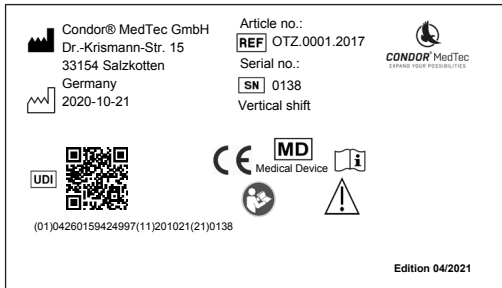 Condor® MedTec GmbH
Dr.-Krismann-Str. 15
33154 Salzkotten
Germany
2020-10-21
Article no.:
REF OTZ.0001.2017
Serial no.:
SN 0138
Vertical shift
CONDOR® MedTec
EXPAND YOUR POSSIBILITIES
UDI
CE MD
Medical Device
i
(01)04260159424997(11)201021(21)0138
Edition 04/2021